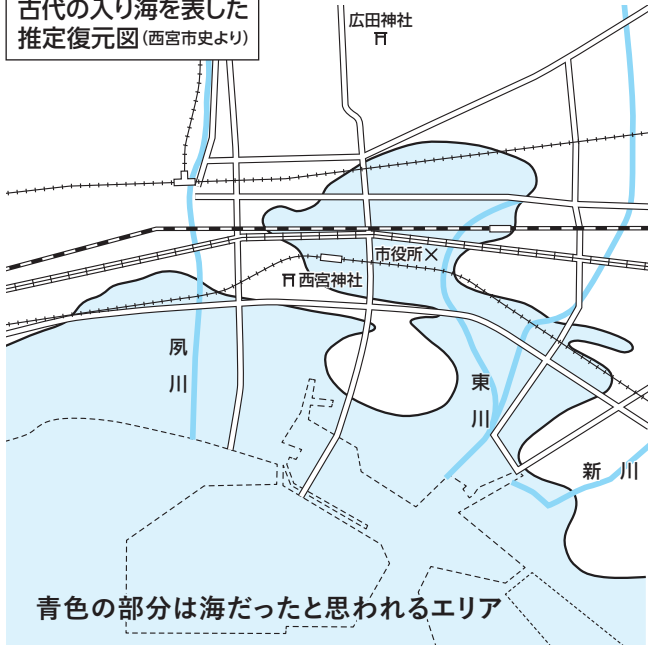 古代の入り海を表した
推定復元図(西宮市史より)
広田神社
市役所
西宮神社
夙川
東川
新川
青色の部分は海だったと思われるエリア